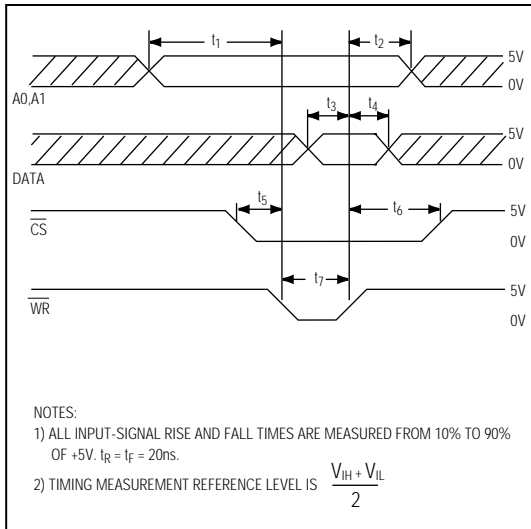 t1
t2
5V
0V
A0,A1
t3
t4
5V
0V
DATA
t5
t6
CS
5V
0V
t7
WR
5V
0V
NOTES:
1) ALL INPUT-SIGNAL RISE AND FALL TIMES ARE MEASURED FROM 10% TO 90%
OF +5V. tR = tF = 20ns.
2) TIMING MEASUREMENT REFERENCE LEVEL IS VIH + VIL
2